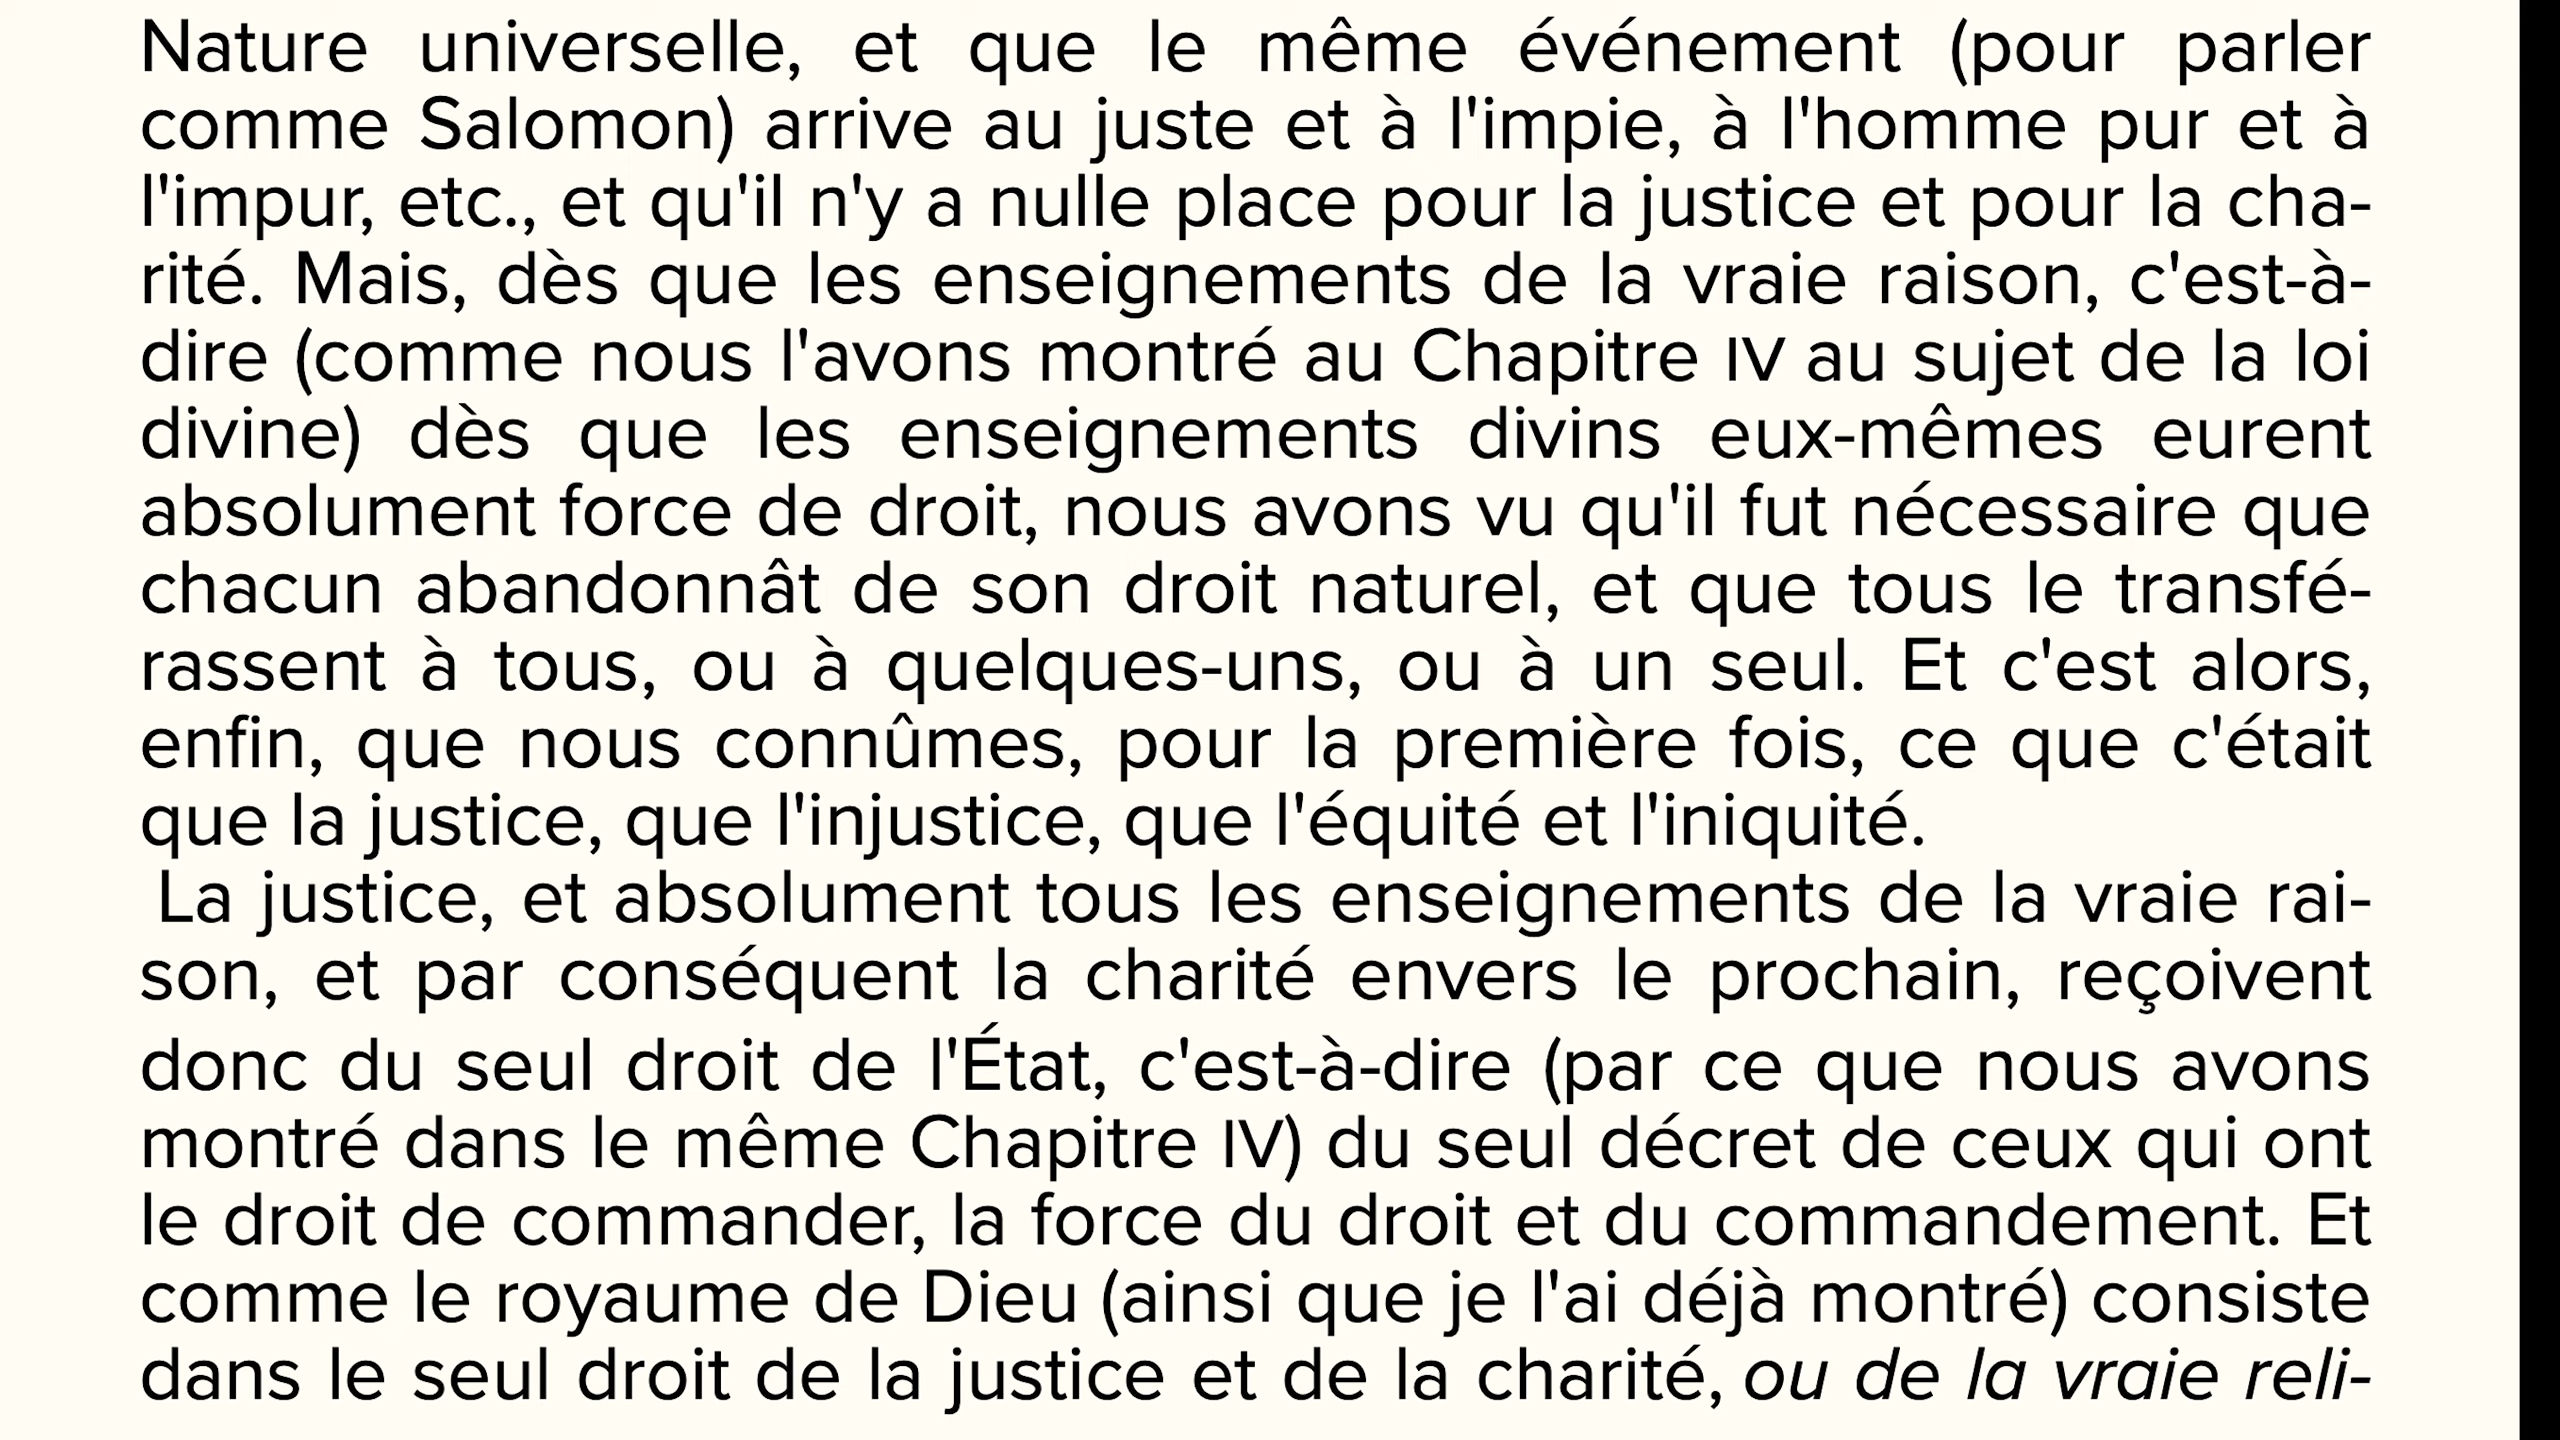 Nature universelle, et que le même événement (pour parler
comme Salomon) arrive au juste et à l'impie, à l'homme pur et à
l'impur, etc., et qu'il n'y a nulle place pour la justice et pour la cha-
rité. Mais, dès que les enseignements de la vraie raison, c'est-à-
dire (comme nous l'avons montré au Chapitre IV au sujet de la loi
divine) dès que les enseignements divins eux-mêmes eurent
absolument force de droit, nous avons vu qu'il fut nécessaire que
chacun abandonnât de son droit naturel, et que tous le transfé-
rassent à tous, ou à quelques-uns, ou à un seul. Et c'est alors,
enfin, que nous connûmes, pour la première fois, ce que c'était
que la justice, que l'injustice, que l'équité et l'iniquité.
La justice, et absolument tous les enseignements de la vraie rai-
son, et par conséquent la charité envers le prochain, reçoivent
donc du seul droit de l'État, c'est-à-dire (par ce que nous avons
montré dans le même Chapitre IV) du seul décret de ceux qui ont
le droit de commander, la force du droit et du commandement. Et
comme le royaume de Dieu (ainsi que je l'ai déjà montré) consiste
dans le seul droit de la justice et de la charité, ou de la vraie reli-